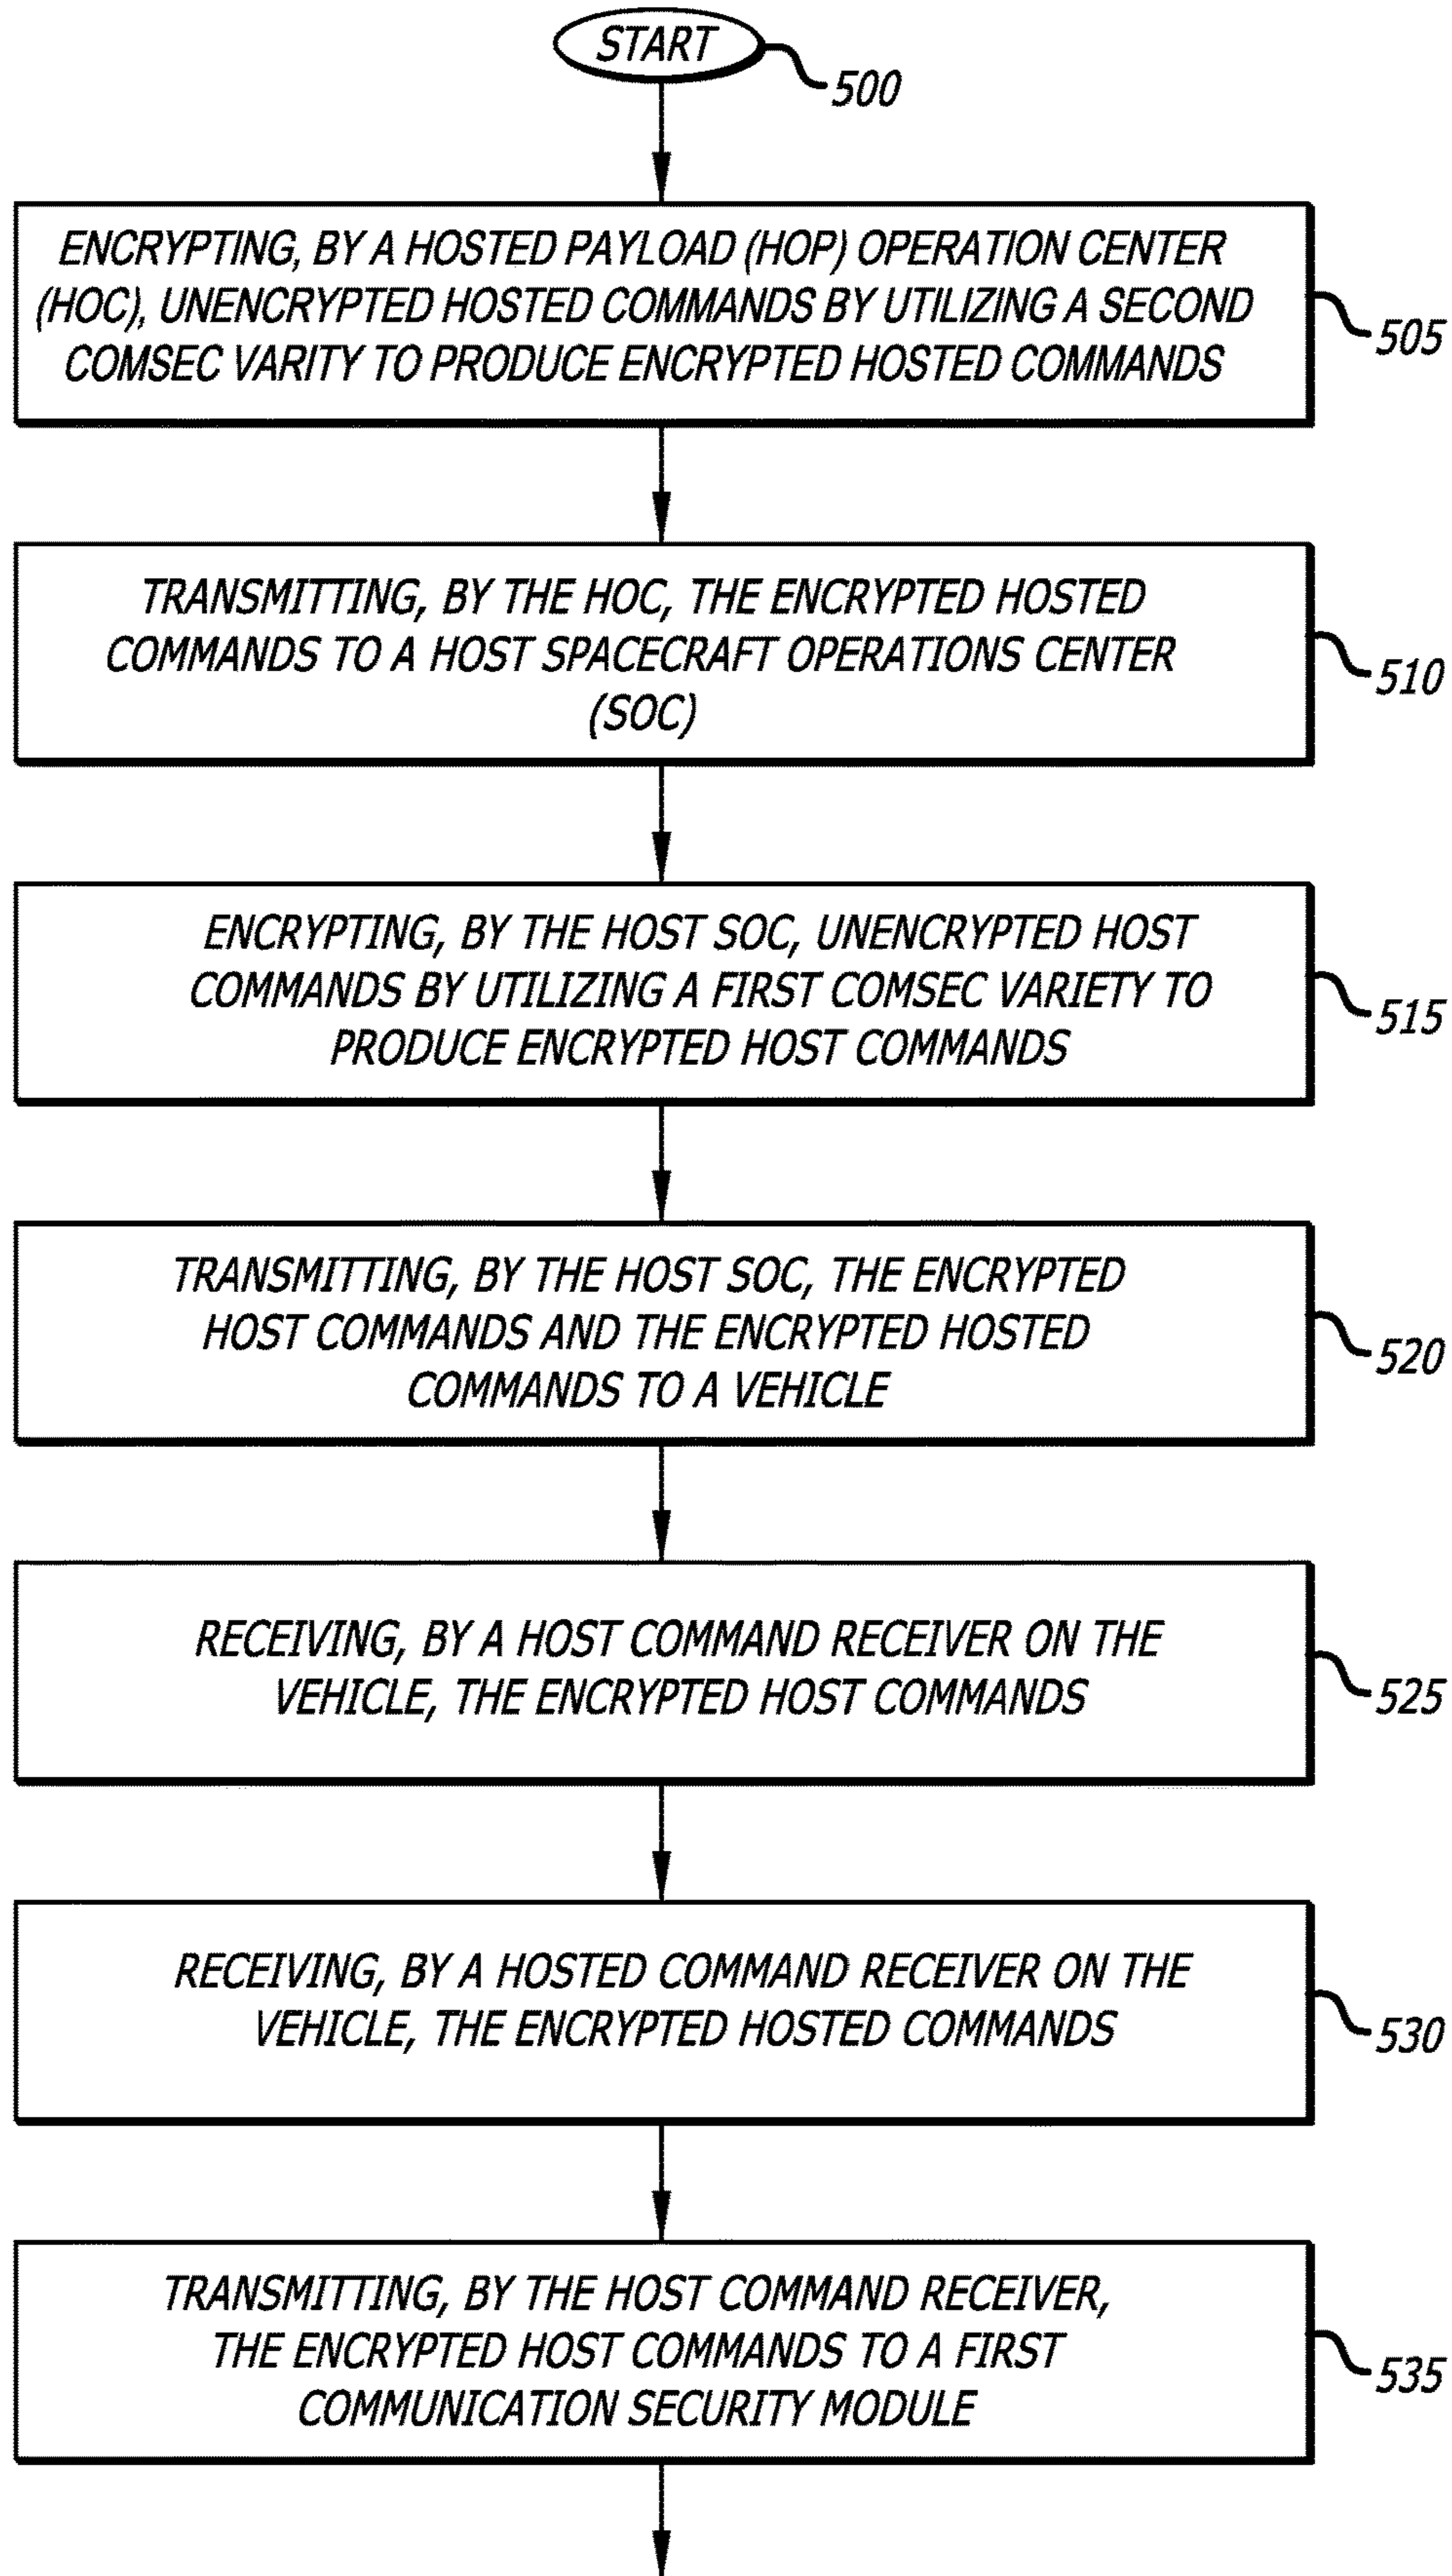 START
500
ENCRYPTING, BY A HOSTED PAYLOAD (HOP) OPERATION CENTER
(HOC), UNENCRYPTED HOSTED COMMANDS BY UTILIZING A SECOND
COMSEC VARITY TO PRODUCE ENCRYPTED HOSTED COMMANDS
505
TRANSMITTING, BY THE HOC, THE ENCRYPTED HOSTED
COMMANDS TO A HOST SPACECRAFT OPERATIONS CENTER
(SOC)
510
ENCRYPTING, BY THE HOST SOC, UNENCRYPTED HOST
COMMANDS BY UTILIZING A FIRST COMSEC VARIETY TO
PRODUCE ENCRYPTED HOST COMMANDS
515
TRANSMITTING, BY THE HOST SOC, THE ENCRYPTED
HOST COMMANDS AND THE ENCRYPTED HOSTED
COMMANDS TO A VEHICLE
520
RECEIVING, BY A HOST COMMAND RECEIVER ON THE
VEHICLE, THE ENCRYPTED HOST COMMANDS
525
RECEIVING, BY A HOSTED COMMAND RECEIVER ON THE
VEHICLE, THE ENCRYPTED HOSTED COMMANDS
530
TRANSMITTING, BY THE HOST COMMAND RECEIVER,
THE ENCRYPTED HOST COMMANDS TO A FIRST
COMMUNICATION SECURITY MODULE
535